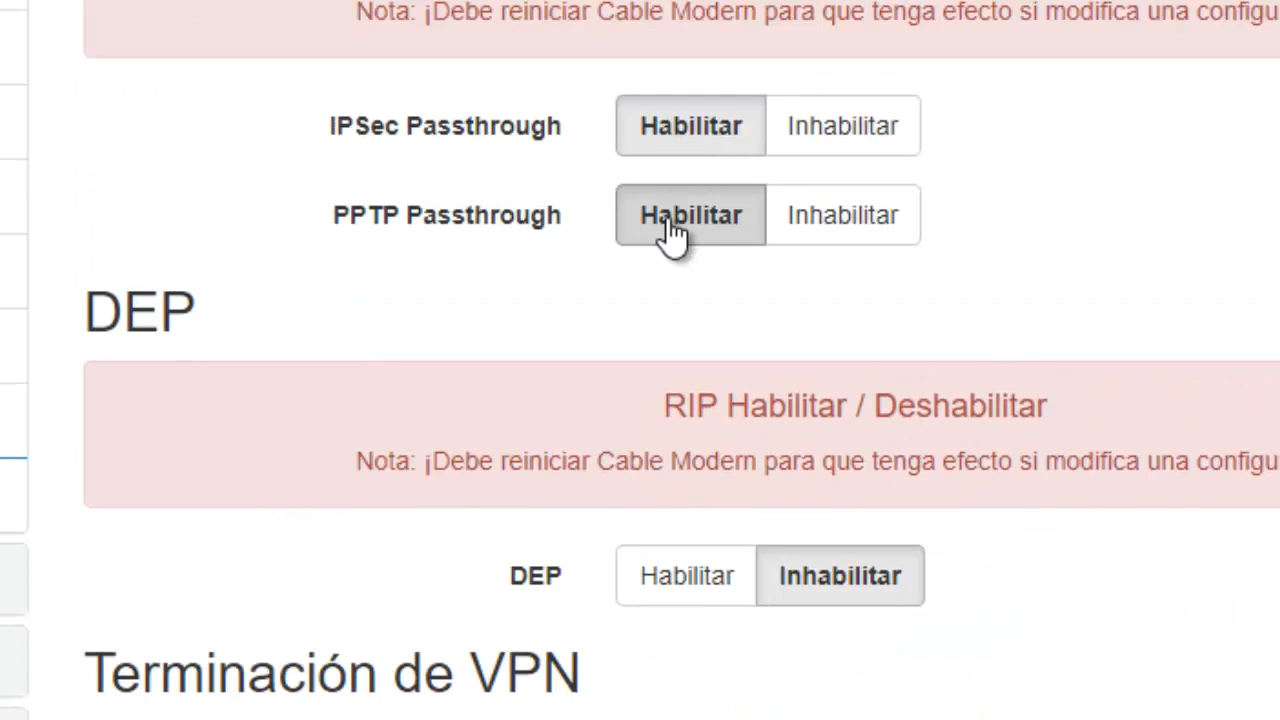 Nota: ¡Debe reiniciar Cable Modern para que tenga efecto si modifica una configu
IPSec Passthrough Habilitar Inhabilitar
PPTP Passthrough Habilitar Inhabilitar
DEP
RIP Habilitar / Deshabilitar
Nota: ¡Debe reiniciar Cable Modern para que tenga efecto si modifica una configu
DEP Habilitar Inhabilitar
Terminación de VPN